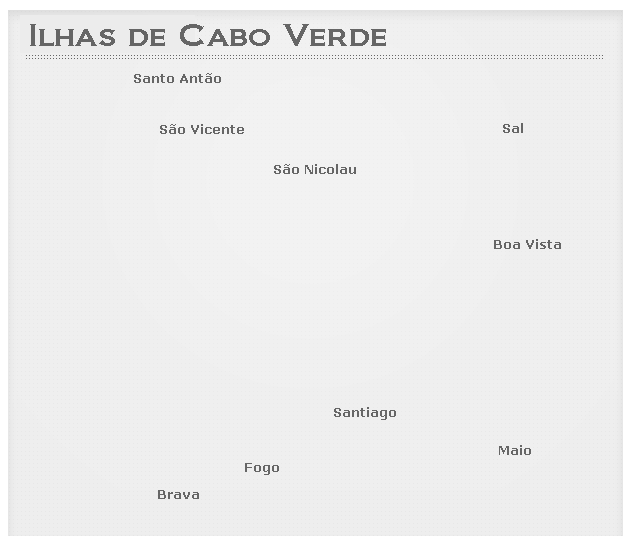 Ilhas de Cabo Verde
Santo Antão
São Vicente
Sal
São Nicolau
Boa Vista
Santiago
Maio
Fogo
Brava